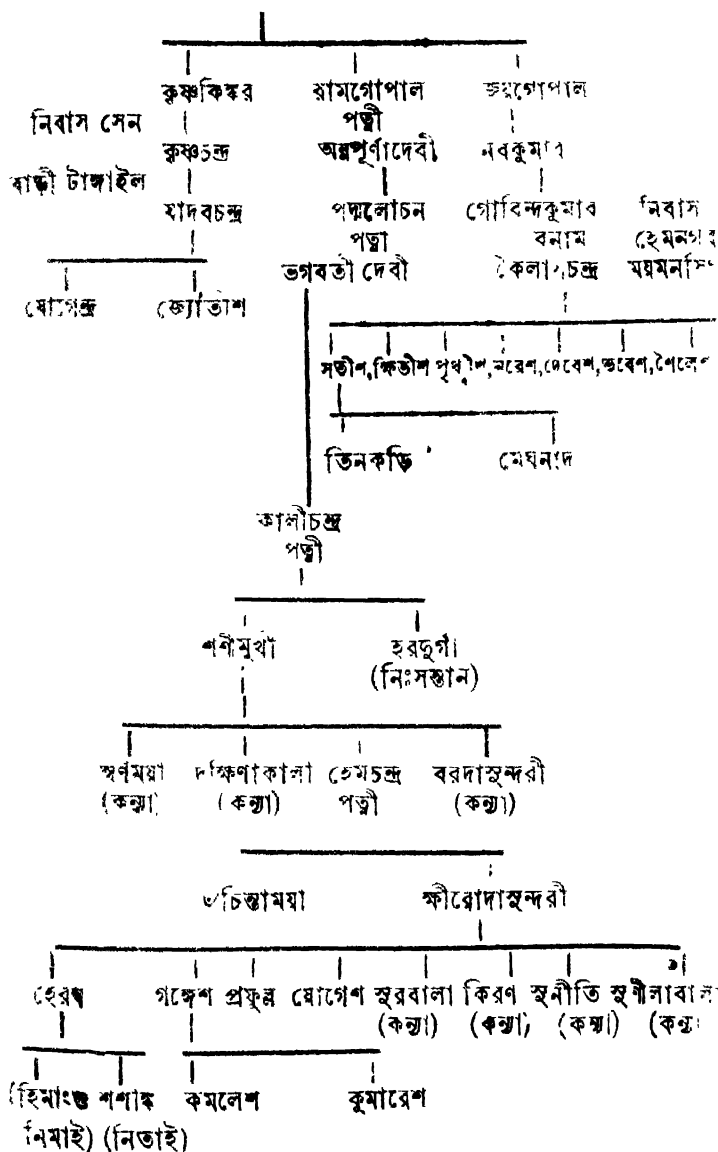 কৃষ্ণকিঙ্কর রামগোপাল জয়গোপাল
নিবাস সেন পত্নী
কৃষ্ণচন্দ্র অন্নপূর্ণাদেবী নবকুমার
বাড়ী টাঙ্গাইল
যাদবচন্দ্র পদ্মলোচন গোবিন্দকুমার নিবাস
পত্নী বনাম হেমনগর
ভগবতী দেবী কৈলাসচন্দ্র ময়মনসিং
যোগেন্দ্র জ্যোতিশ
সতীশ, ক্ষিতীশ পৃথ্বীশ, নরেশ, দেবেশ, ভবেশ, শৈলেশ
তিনকড়ি মেঘনাদ
কালীচন্দ্র
পত্নী
শশীমুখী হরদুর্গা
(নিঃসন্তান)
স্বর্ণময়ী দক্ষিণাকালী হেমচন্দ্র বরদাসুন্দরী
(কন্যা) (কন্যা) পত্নী (কন্যা)
৺চিন্তাময়ী ক্ষীরোদাসুন্দরী
হেরম্ব গঙ্গেশ প্রফুল্ল যোগেশ সুরবালা কিরণ সুনীতি সুশীলাবালা
(কন্যা) (কন্যা) (কন্যা) (কন্যা)
(হিমাংশু শশাঙ্ক কমলেশ কুমারেশ
নিমাই) (নিতাই)